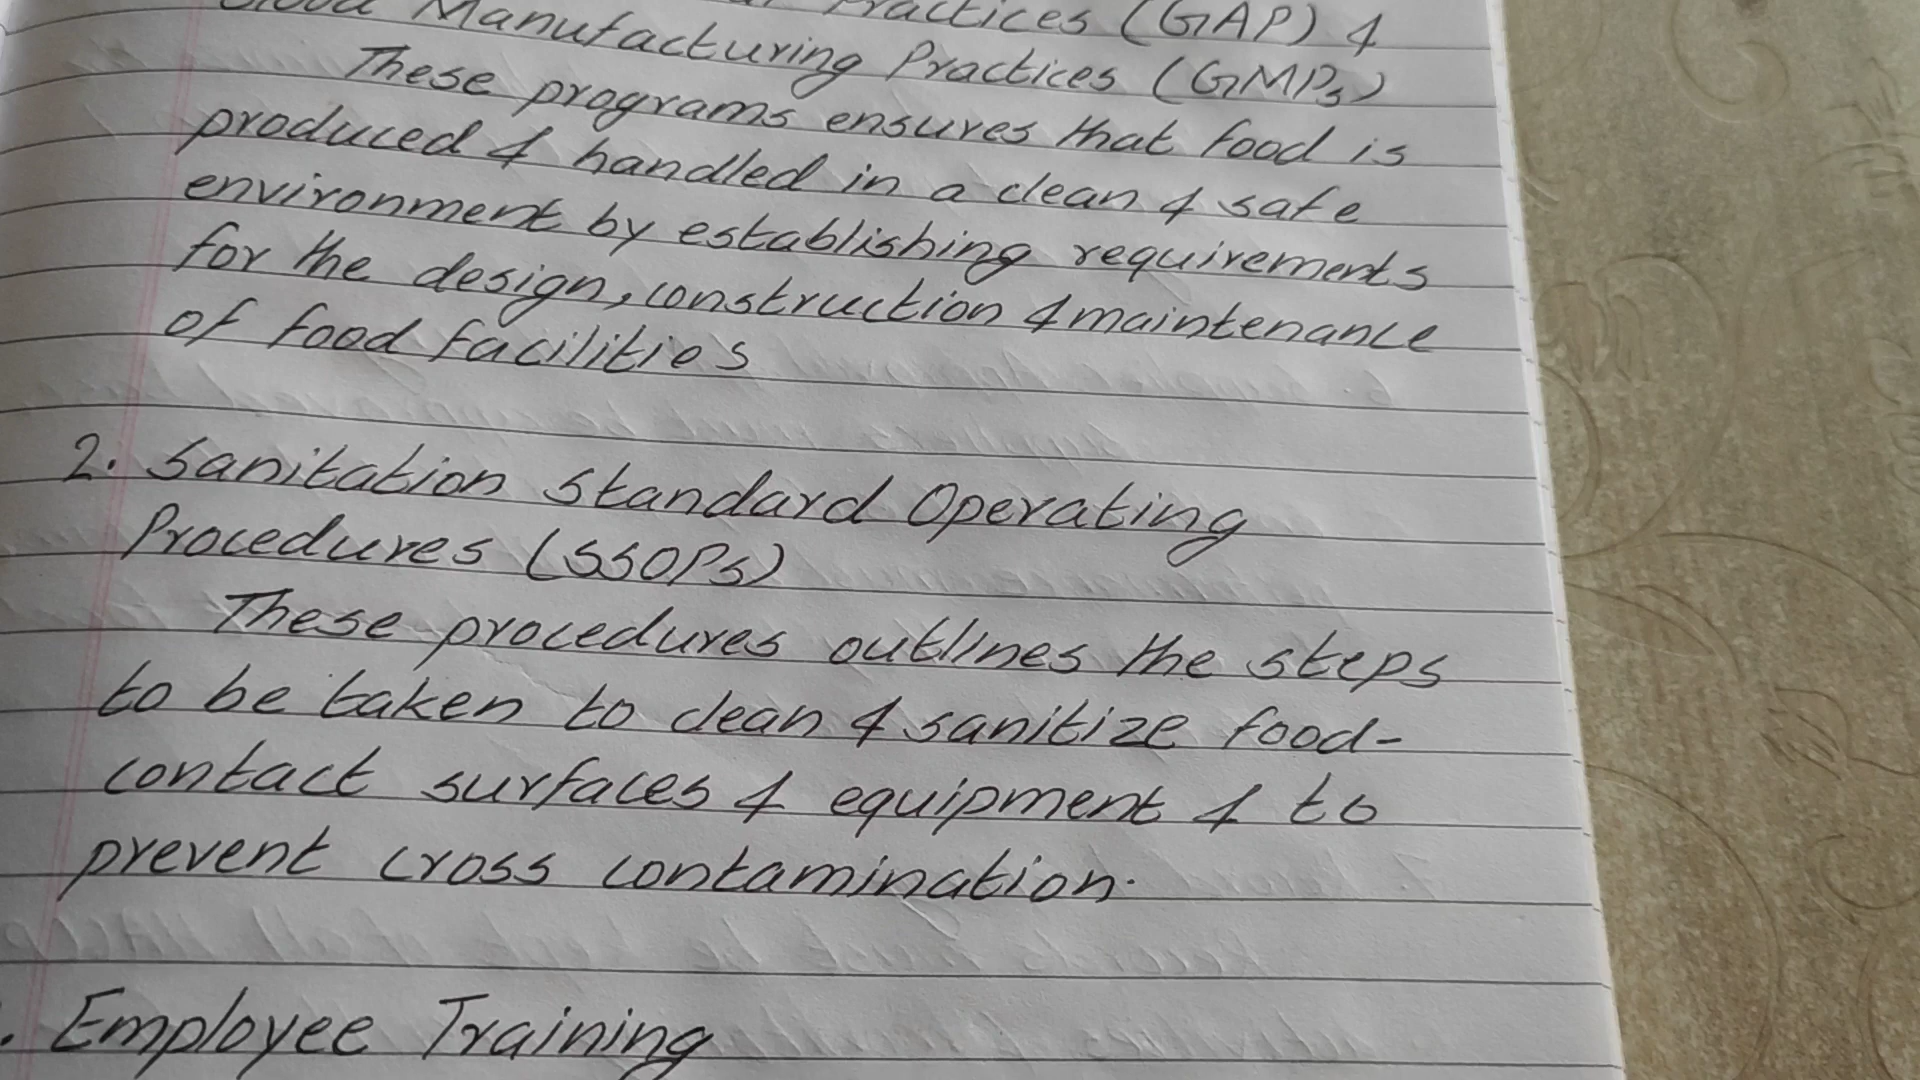 Practices (GAP) &
Manufacturing Practices (GMPs)
These programs ensures that food is
produced & handled in a clean & safe
environment by establishing requirements
for the design, construction & maintenance
of food facilities
2. Sanitation Standard Operating
Procedures (SSOPs)
These procedures outlines the steps
to be taken to clean & sanitize food-
contact surfaces & equipment & to
prevent cross contamination.
. Employee Training